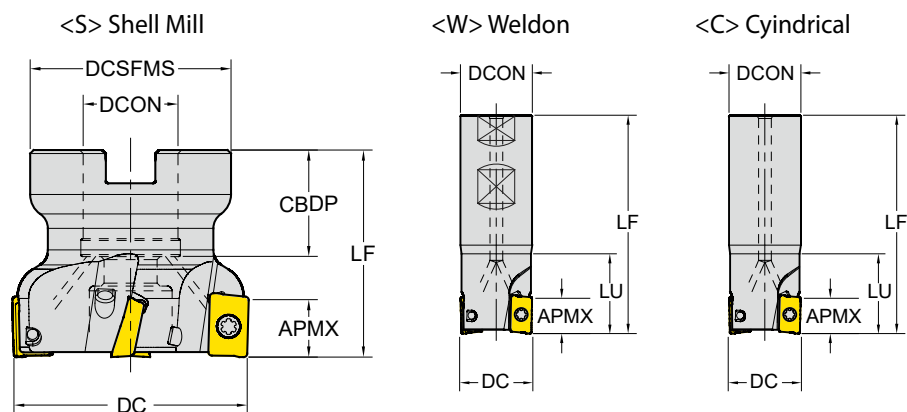 <S> Shell Mill
DCSFMS
DCON
CBDP
LF
APMX
DC
<W> Weldon
DCON
LF
LU
APMX
DC
<C> Cyindrical
DCON
LF
LU
APMX
DC